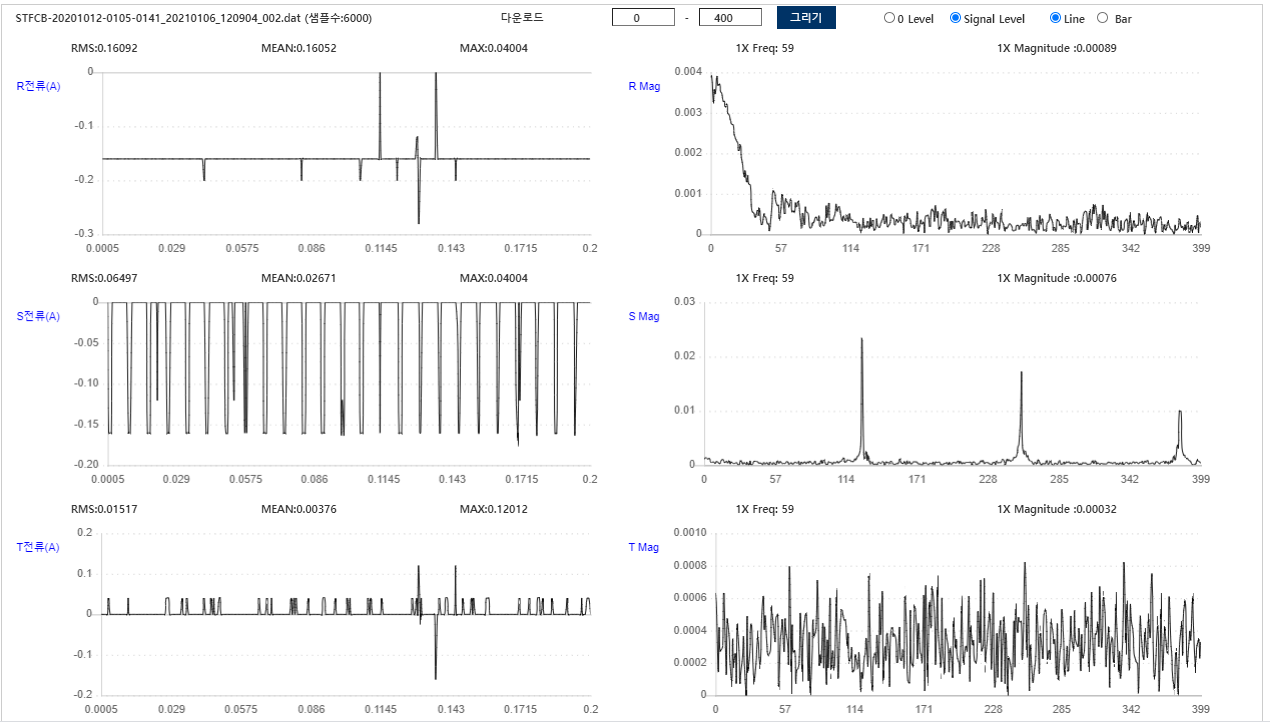 STFCB-20201012-0105-0141_20210106_120904_002.dat (샘플수:6000) 다운로드 0 - 400 그리기 0 Level Signal Level Line Bar
RMS:0.16092 MEAN:0.16052 MAX:0.04004 1X Freq: 59 1X Magnitude :0.00089
R전류(A)
0
-0.1
-0.2
-0.3
0.0005 0.029 0.0575 0.086 0.1145 0.143 0.1715 0.2
R Mag
0.004
0.003
0.002
0.001
0
0 57 114 171 228 285 342 399
RMS:0.06497 MEAN:0.02671 MAX:0.04004 1X Freq: 59 1X Magnitude :0.00076
S전류(A)
0
-0.05
-0.10
-0.15
-0.20
0.0005 0.029 0.0575 0.086 0.1145 0.143 0.1715 0.2
S Mag
0.03
0.02
0.01
0
0 57 114 171 228 285 342 399
RMS:0.01517 MEAN:0.00376 MAX:0.12012 1X Freq: 59 1X Magnitude :0.00032
T전류(A)
0.2
0.1
0
-0.1
-0.2
0.0005 0.029 0.0575 0.086 0.1145 0.143 0.1715 0.2
T Mag
0.0010
0.0008
0.0006
0.0004
0.0002
0
0 57 114 171 228 285 342 399